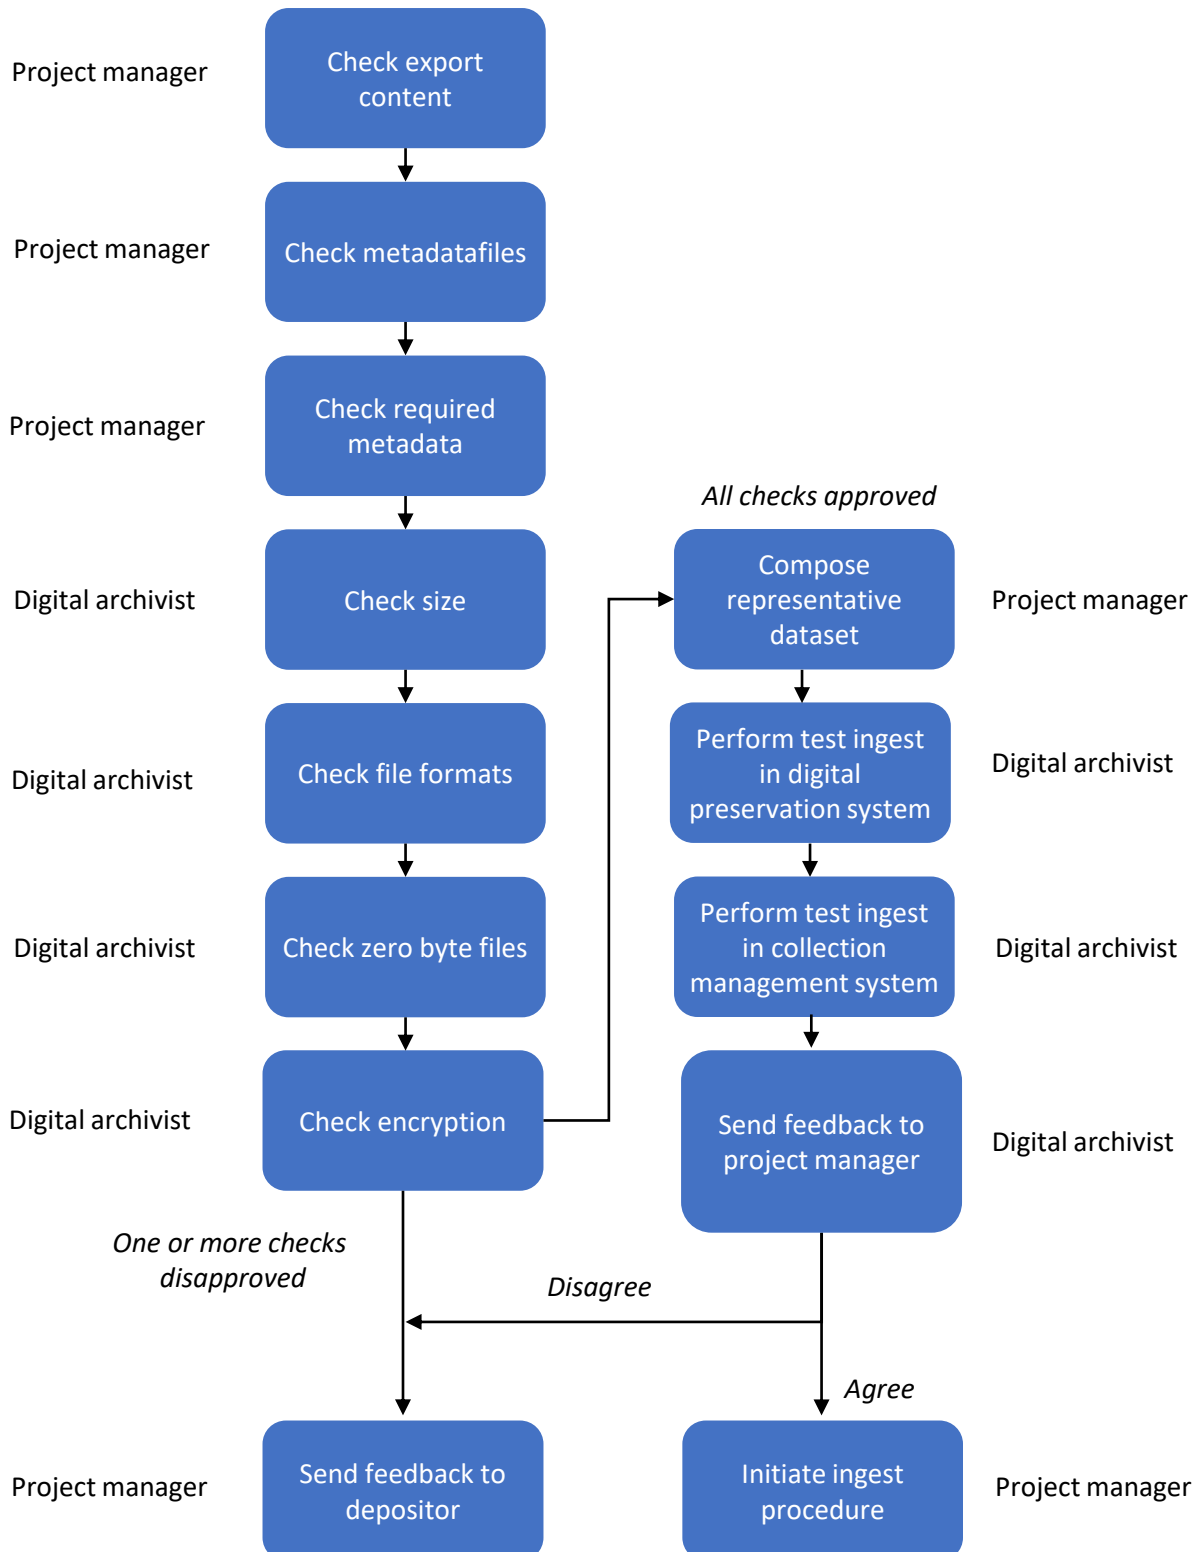 Project manager
Check export
content
Project manager
Check metadatafiles
Project manager
Check required
metadata
Digital archivist
Check size
Digital archivist
Check file formats
Digital archivist
Check zero byte files
Digital archivist
Check encryption
All checks approved
Compose
representative
dataset
Project manager
Perform test ingest
in digital
preservation system
Digital archivist
Perform test ingest
in collection
management system
Digital archivist
Send feedback to
project manager
Digital archivist
One or more checks
disapproved
Disagree
Agree
Project manager
Send feedback to
depositor
Initiate ingest
procedure
Project manager